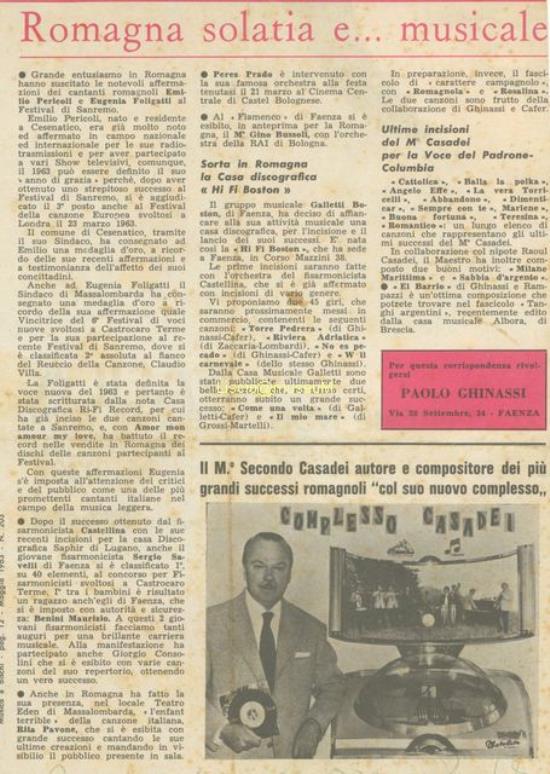 Romagna solatia e... musicale
● Grande entusiasmo in Romagna
hanno suscitato le notevoli afferma-
zioni dei cantanti romagnoli Emi-
lio Pericoli e Eugenia Foligatti al
Festival di Sanremo.
Emilio Pericoli, nato e residente
a Cesenatico, era già molto noto
ed affermato in campo nazionale
ed internazionale per le sue radio-
trasmissioni e per aver partecipato
a vari Show televisivi, comunque,
il 1963 può essere definito il suo
« anno di grazia » perchè, dopo aver
ottenuto uno strepitoso successo al
Festival di Sanremo, si è aggiudi-
cato il 3° posto anche al Festival
della canzone Europea svoltosi a
Londra il 23 marzo 1963.
Il comune di Cesenatico, tramite
il suo Sindaco, ha consegnato ad
Emilio una medaglia d'oro, a ricor-
do delle sue recenti affermazioni e
a testimonianza dell'affetto dei suoi
concittadini.
Anche ad Eugenia Foligatti il
Sindaco di Massalombarda ha con-
segnato una medaglia d'oro a ri-
cordo della sua affermazione quale
Vincitrice del 6° Festival di voci
nuove svoltosi a Castrocaro Terme
e per la sua partecipazione al re-
cente Festival di Sanremo, dove si
è classificata 2ª assoluta al fianco
del Reuccio della Canzone, Claudio
Villa.
La Foligatti è stata definita la
voce nuova del 1963 e pertanto è
stata scritturata dalla nota Casa
Discografica Ri-Fi Record, per cui
ha già inciso le due canzoni can-
tate a Sanremo, e, con Amor mon
amour my love, ha battuto il re-
cord nelle vendite in Romagna dei
dischi delle canzoni partecipanti al
Festival.
Con queste affermazioni Eugenia
s'è imposta all'attenzione dei critici
e del pubblico come una delle più
promettenti cantanti italiane nel
campo della musica leggera.
● Dopo il successo ottenuto dal fi-
sarmonicista Castellina con le sue
recenti incisioni per la casa Disco-
grafica Saphir di Lugano, anche il
giovane fisarmonicista Sergio Sa-
velli di Faenza si è classificato 1°,
su 40 elementi, al concorso per Fi-
sarmonicisti svoltosi a Castrocaro
Terme. I° tra i bambini è risultato
un ragazzo anch'egli di Faenza, che
si è imposto con autorità e sicurez-
za: Benini Maurizio. A questi 2 gio-
vani fisarmonicisti facciamo tanti
auguri per una brillante carriera
musicale. Alla manifestazione ha
partecipato anche Giorgio Conso-
lini che si è esibito con varie can-
zoni del suo repertorio, ottenendo
un vero successo.
● Anche in Romagna ha fatto la
sua presenza, nel locale Teatro
Eden di Massalombarda, « l'enfant
terrible » della canzone italiana,
Rita Pavone, che si è esibita con
grande successo cantando le sue
ultime creazioni e mandando in vi-
sibilio il pubblico presente in sala.
● Peres Prado è intervenuto con
la sua famosa orchestra alla festa
tenutasi il 21 marzo al Cinema Cen-
trale di Castel Bolognese.
● Al « Flamenco » di Faenza si è
esibito, in anteprima per la Roma-
gna, il M° Gino Bussoli, con l'orche-
stra della RAI di Bologna.
Sorta in Romagna
la Casa discografica
« Hi Fi Boston »
Il gruppo musicale Galletti Bo-
ston, di Faenza, ha deciso di affian-
care alla sua attività musicale una
casa discografica, per l'incisione e il
lancio dei suoi successi. E' nata
così la « Hi Fi Boston », che ha sede
a Faenza, in Corso Mazzini 38.
Le prime incisioni saranno fatte
con l'orchestra del fisarmonicista
Castellina, che si è già affermato
con incisioni di vario genere.
Vi proponiamo due 45 giri, che
saranno prossimamente messi in
commercio, contenenti le seguenti
canzoni: « Torre Pedrera » (di Ghi-
nassi-Cafer), « Riviera Adriatica »
(di Zaccaria-Lombardi), « No es pe-
cado » (di Ghinassi-Cafer) e « W il
carnevale » (dello stesso Ghinassi).
Dalla Casa Musicale Galletti sono
state pubblicate ultimamente due
belle canzoni che, ne siamo certi,
otterranno subito un grande suc-
cesso: « Come una volta » (di Gal-
letti-Cafer) e « Il mio mare » (di
Grossi-Martelli).
In preparazione, invece, il fasci-
colo di « carattere campagnolo »,
con « Romagnola » e « Rosalina ».
Le due canzoni sono frutto della
collaborazione di Ghinassi e Cafer.
Ultime incisioni
del M° Casadei
per la Voce del Padrone-
Columbia
« Cattolica », « Balla la polka »,
« Angelo Effe », « La vera Torri-
celli », « Abbandono », « Dimenti-
car », « Sempre con te », Marlene »,
« Buona fortuna », « Teresina »,
« Romantico »: un lungo elenco di
canzoni che rappresentano gli ulti-
mi successi del M° Casadei.
In collaborazione col nipote Raoul
Casadei, il Maestro ha inoltre com-
posto due buoni motivi: « Milano
Marittima » e « Sabbia d'argento ».
● « El Barrio » di Ghinassi e Ram-
pazzi è un'ottima composizione che
potrete trovare nel fascicolo « Tan-
ghi argentini », recentemente edito
dalla casa musicale Albora, di
Brescia.
Per questa corrispondenza rivol-
gersi
PAOLO GHINASSI
Via 28 Settembre, 34 - FAENZA
Il M.° Secondo Casadei autore e compositore dei più
grandi successi romagnoli "col suo nuovo complesso„
COMPLESSO CASADEI
Musica e dischi - pag. 12 - Maggio 1963 - N. 203